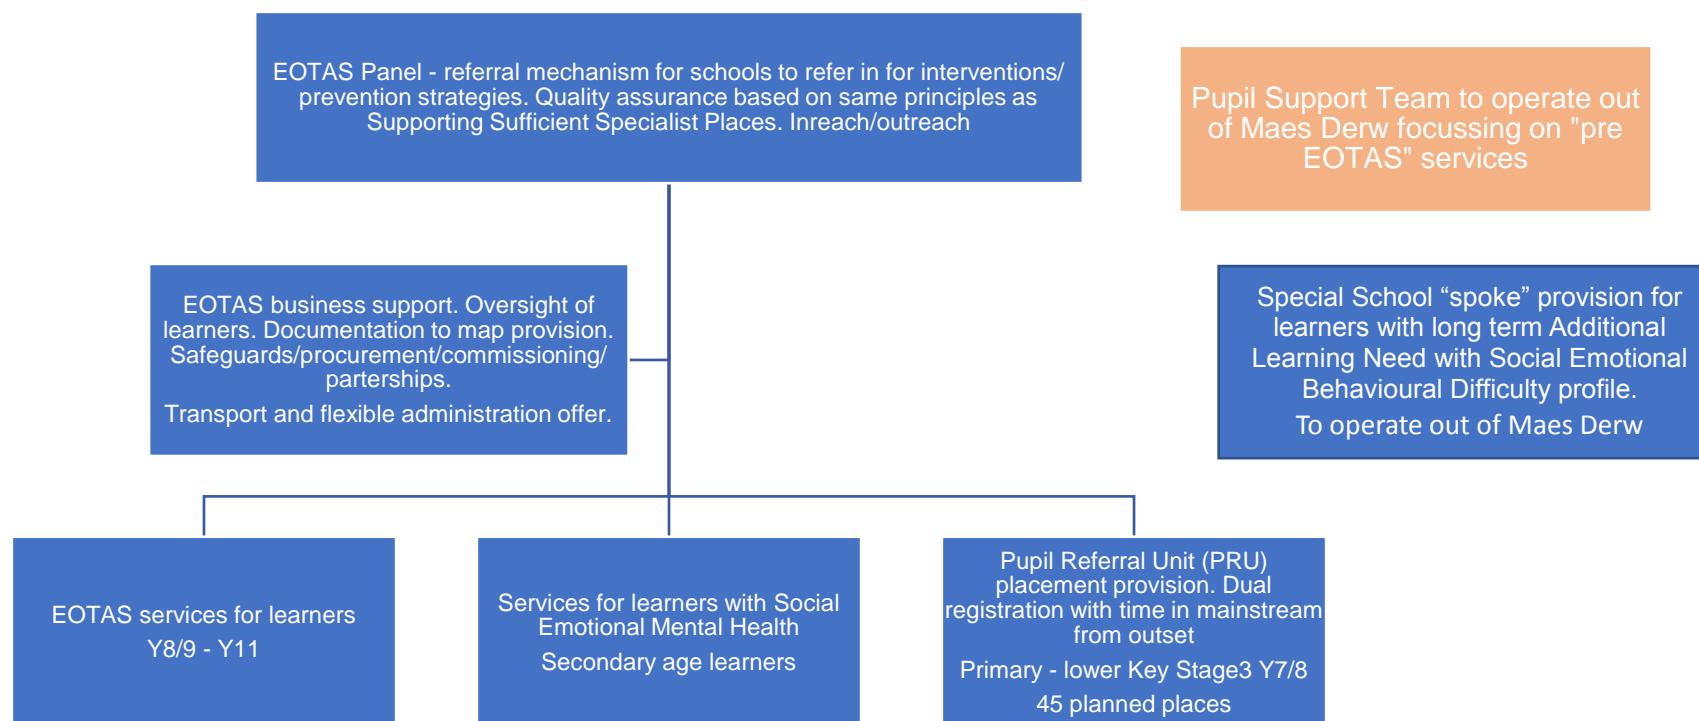 EOTAS Panel - referral mechanism for schools to refer in for interventions/
prevention strategies. Quality assurance based on same principles as
Supporting Sufficient Specialist Places. Inreach/outreach
Pupil Support Team to operate out
of Maes Derw focussing on "pre
EOTAS" services
EOTAS business support. Oversight of
learners. Documentation to map provision.
Safeguards/procurement/commissioning/
parterships.
Transport and flexible administration offer.
Special School “spoke” provision for
learners with long term Additional
Learning Need with Social Emotional
Behavioural Difficulty profile.
To operate out of Maes Derw
EOTAS services for learners
Y8/9 - Y11
Services for learners with Social
Emotional Mental Health
Secondary age learners
Pupil Referral Unit (PRU)
placement provision. Dual
registration with time in mainstream
from outset
Primary - lower Key Stage3 Y7/8
45 planned places